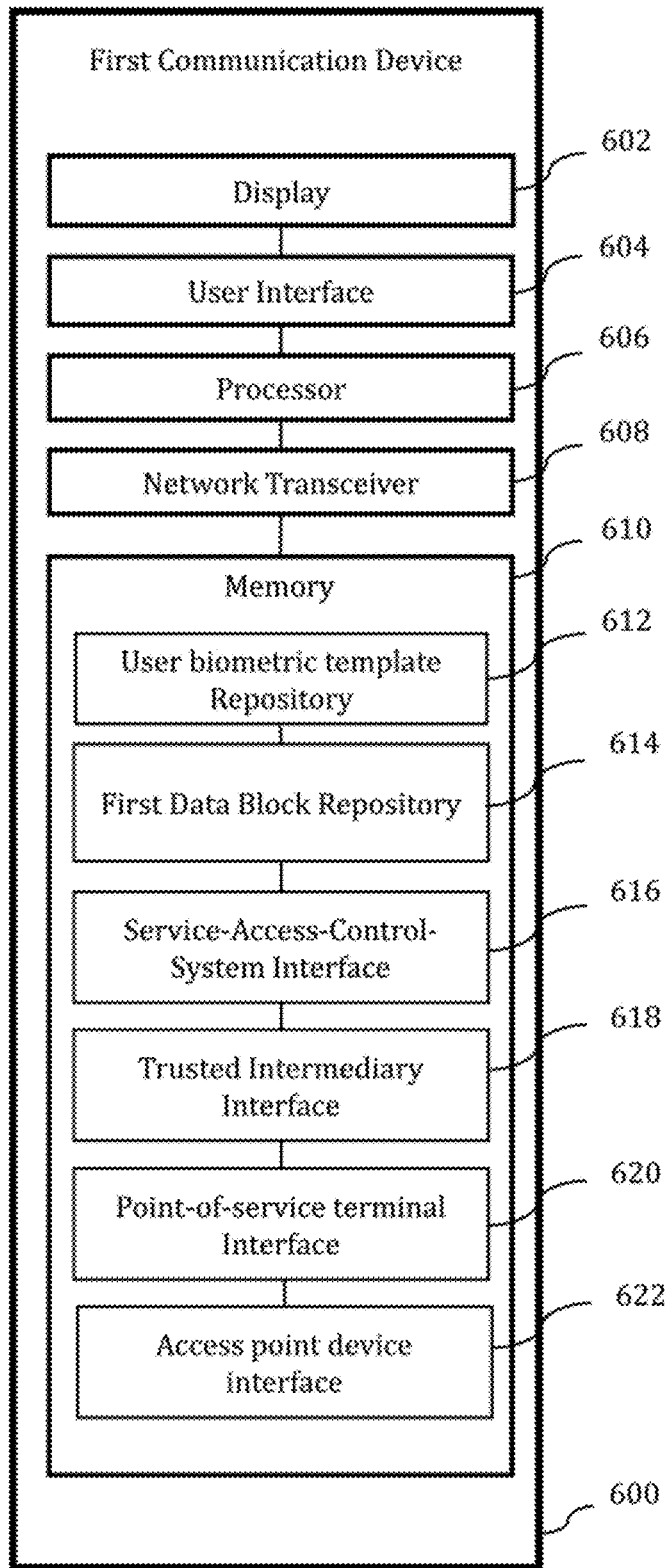 First Communication Device
602
Display
604
User Interface
606
Processor
608
Network Transceiver
610
Memory
612
User biometric template
Repository
614
First Data Block Repository
616
Service-Access-Control-
System Interface
618
Trusted Intermediary
Interface
620
Point-of-service terminal
Interface
622
Access point device
interface
600